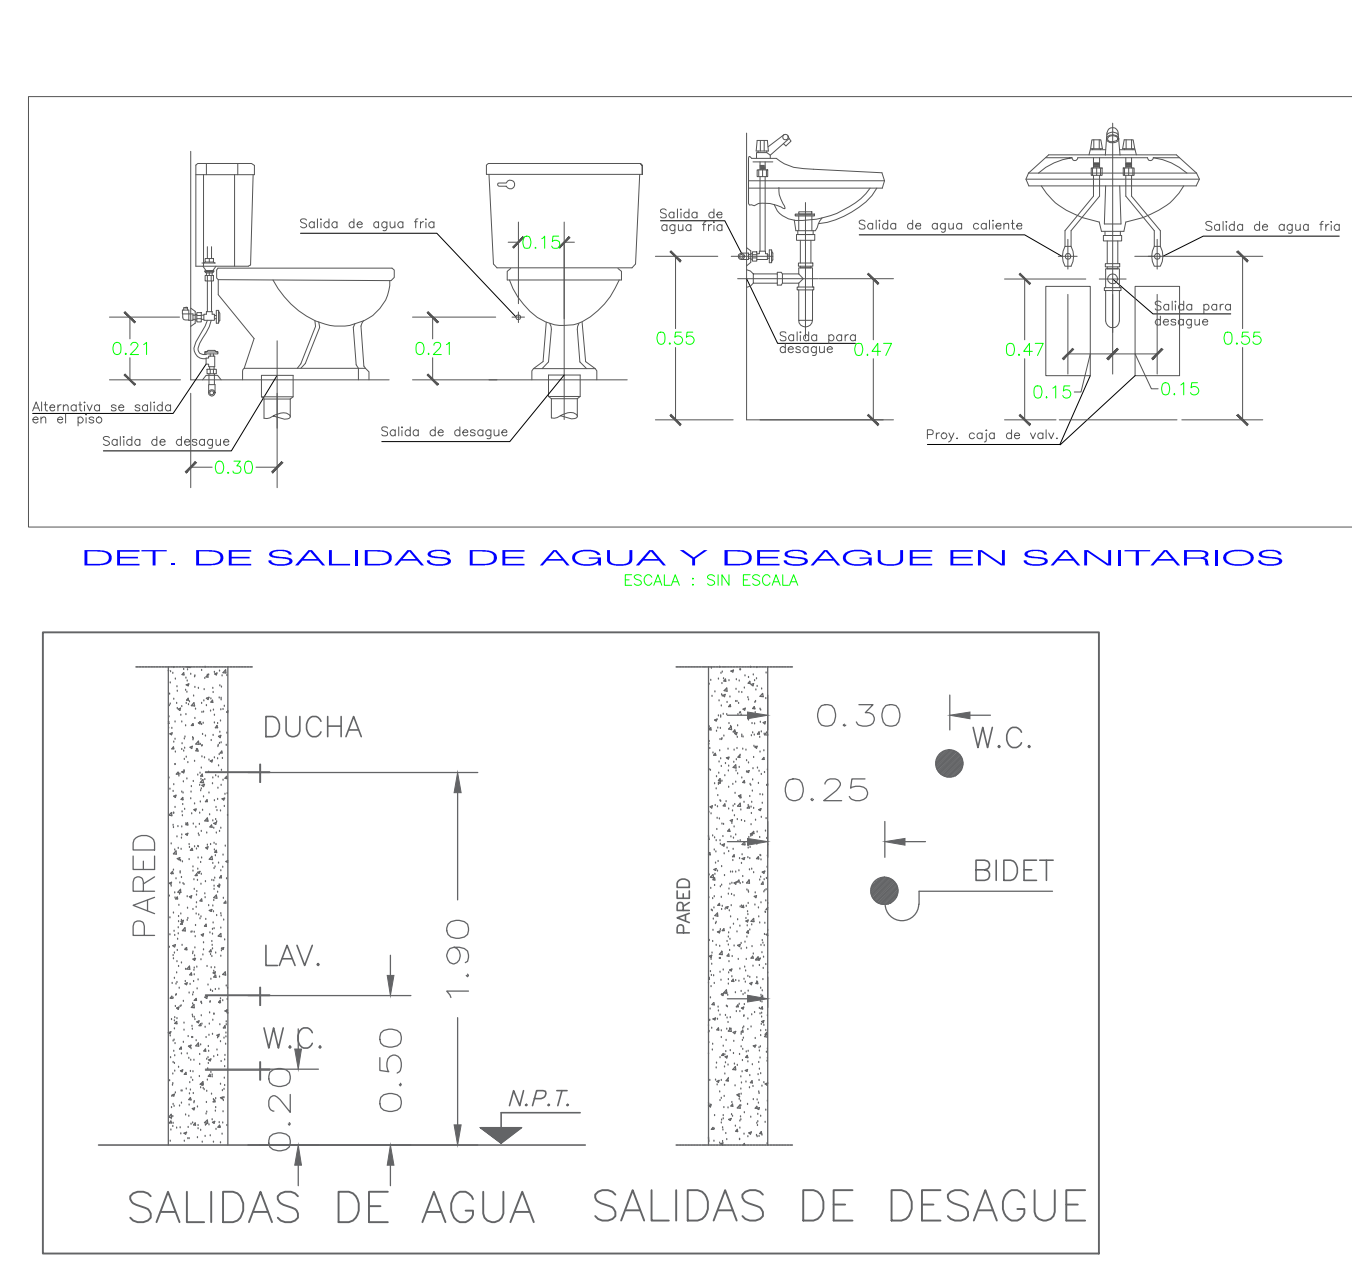 Salida de agua fria
0.15
0.21
0.21
Alternativa se salida
en el piso
Salida de desague
0.30
Salida de desague
Salida de
agua fria
Salida de agua caliente
Salida de agua fria
0.55
Salida para
desague
0.47
0.47
Salida para
desague
0.55
0.15
0.15
Proy. caja de valv.
DET. DE SALIDAS DE AGUA Y DESAGUE EN SANITARIOS
ESCALA : SIN ESCALA
DUCHA
PARED
LAV.
1.90
W.C.
0.50
0.20
N.P.T.
SALIDAS DE AGUA
0.30
W.C.
0.25
BIDET
PARED
SALIDAS DE DESAGUE